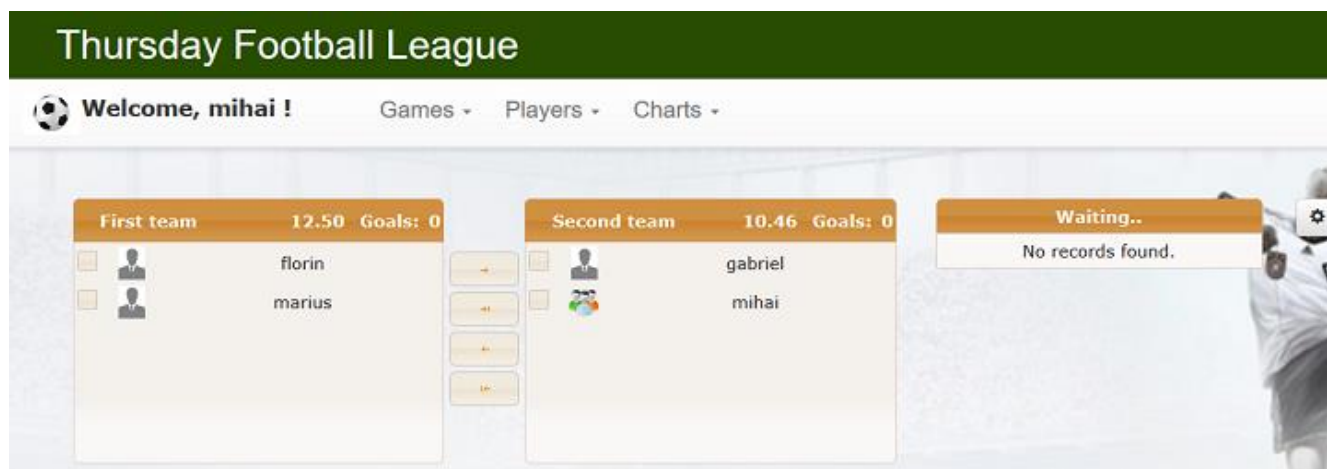 Thursday Football League
Welcome, mihai !
Games
Players
Charts
First team 12.50 Goals: 0
florin
marius
Second team 10.46 Goals: 0
gabriel
mihai
Waiting..
No records found.